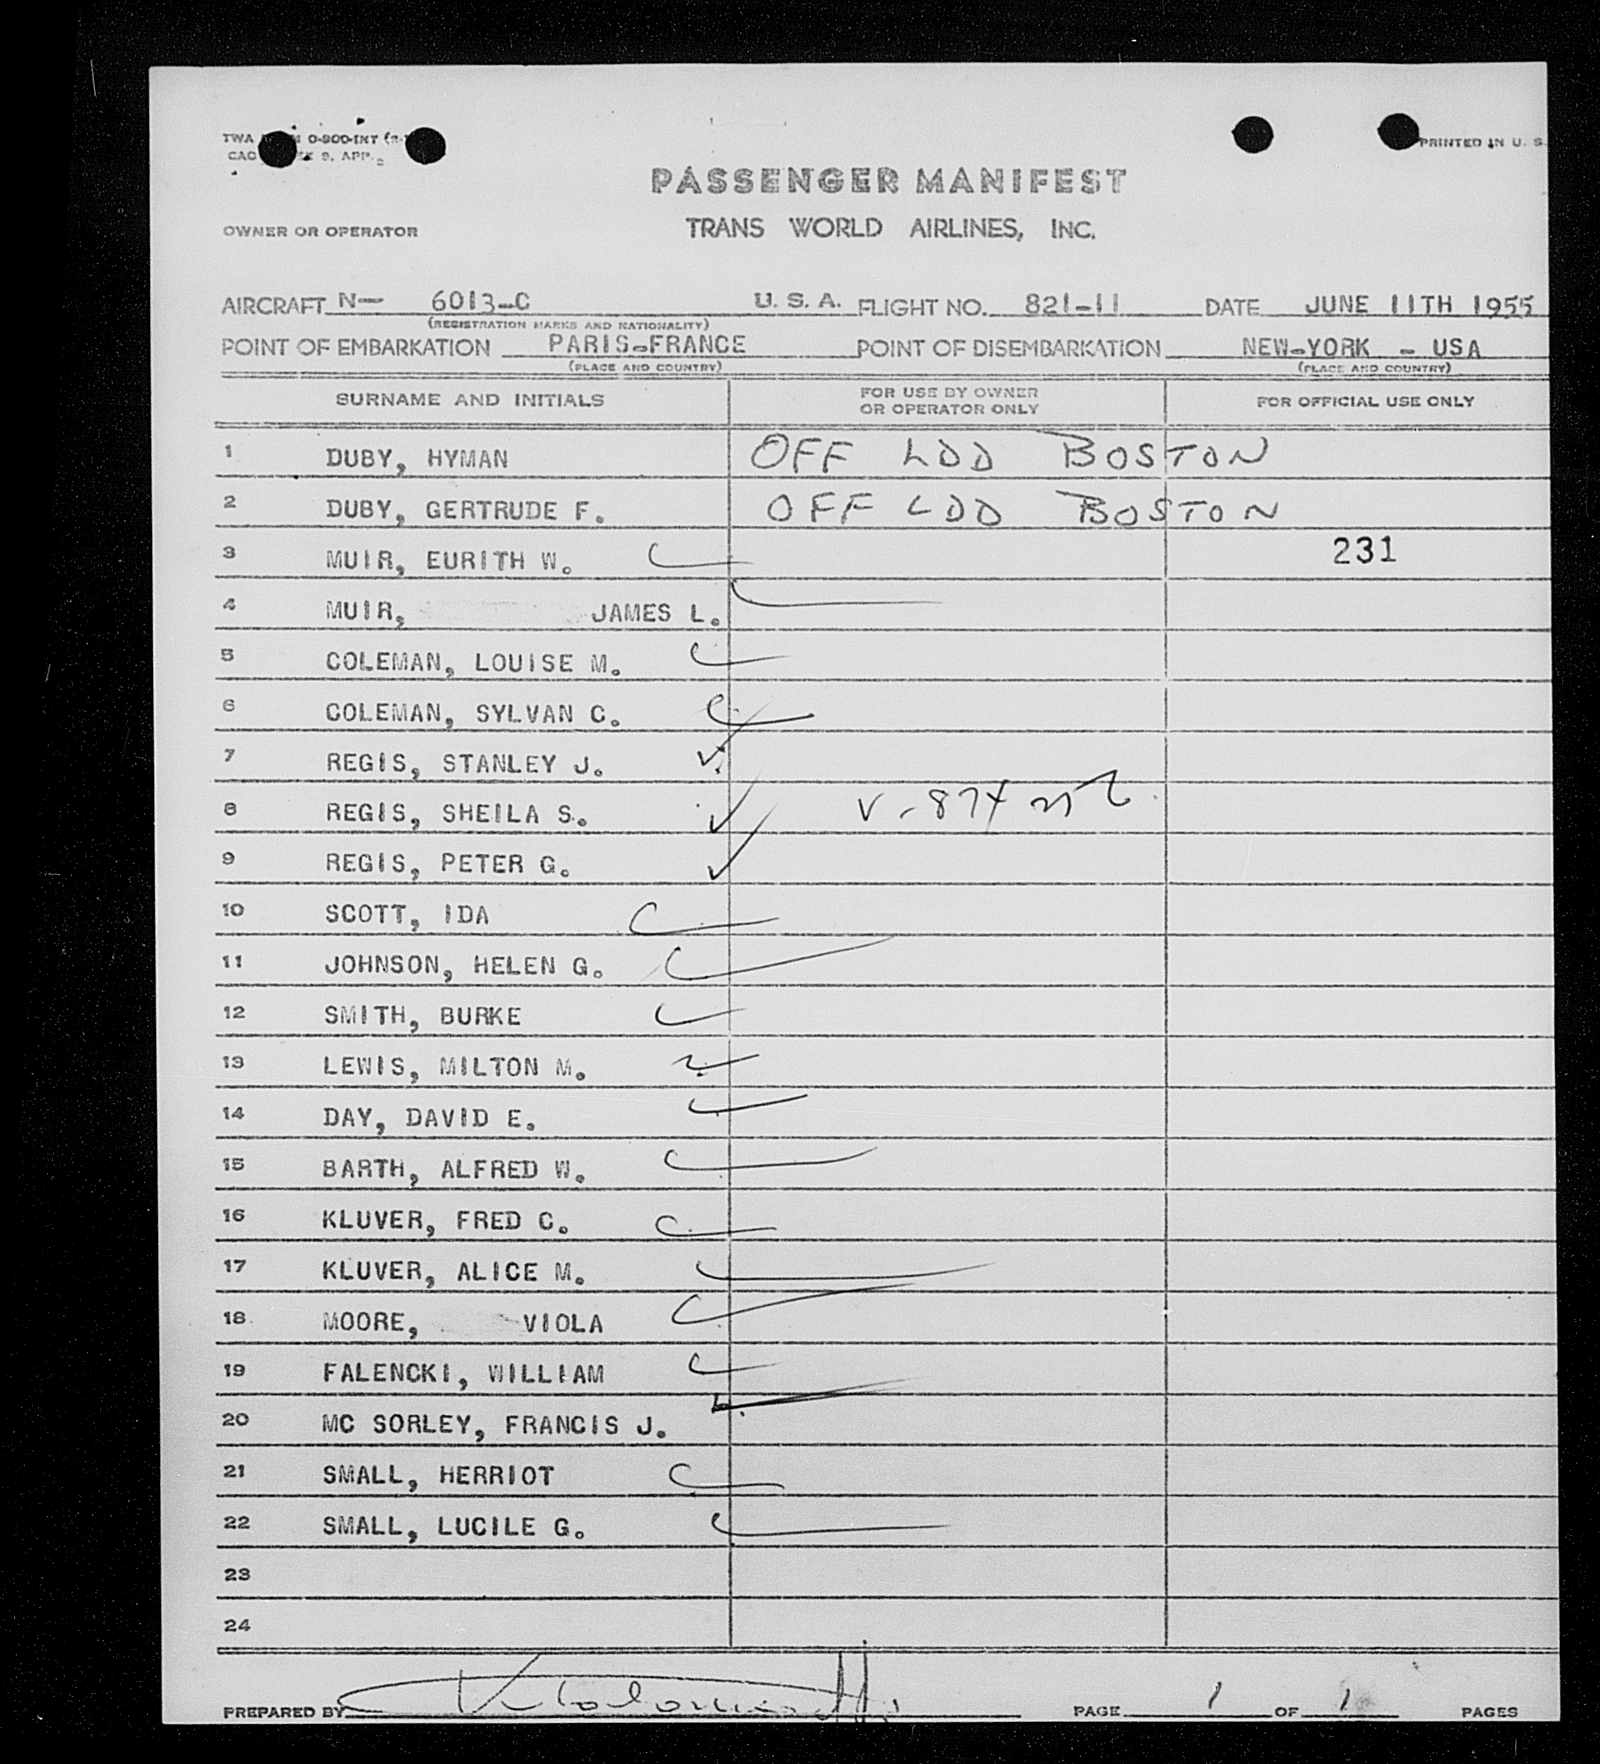 PRINTED IN U. S.
PASSENGER MANIFEST
OWNER OR OPERATOR TRANS WORLD AIRLINES, INC.
AIRCRAFT N— 6013-C U. S. A. FLIGHT NO. 821-11 DATE JUNE 11TH 1955
(REGISTRATION MARKS AND NATIONALITY)
POINT OF EMBARKATION PARIS-FRANCE POINT OF DISEMBARKATION NEW-YORK - USA
(PLACE AND COUNTRY) (PLACE AND COUNTRY)
SURNAME AND INITIALS FOR USE BY OWNER OR OPERATOR ONLY FOR OFFICIAL USE ONLY
1 DUBY, HYMAN OFF LDD BOSTON
2 DUBY, GERTRUDE F. OFF LDD BOSTON
3 MUIR, EURITH W. 231
4 MUIR, JAMES L.
5 COLEMAN, LOUISE M.
6 COLEMAN, SYLVAN C.
7 REGIS, STANLEY J.
8 REGIS, SHEILA S.
9 REGIS, PETER G.
10 SCOTT, IDA
11 JOHNSON, HELEN G.
12 SMITH, BURKE
13 LEWIS, MILTON M.
14 DAY, DAVID E.
15 BARTH, ALFRED W.
16 KLUVER, FRED C.
17 KLUVER, ALICE M.
18 MOORE, VIOLA
19 FALENCKI, WILLIAM
20 MC SORLEY, FRANCIS J.
21 SMALL, HERRIOT
22 SMALL, LUCILE G.
23
24
PREPARED BY PAGE 1 OF 1 PAGES